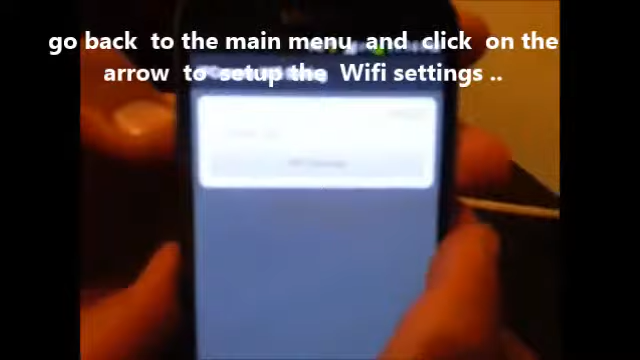 go back to the main menu and click on the
arrow to setup the Wifi settings ..